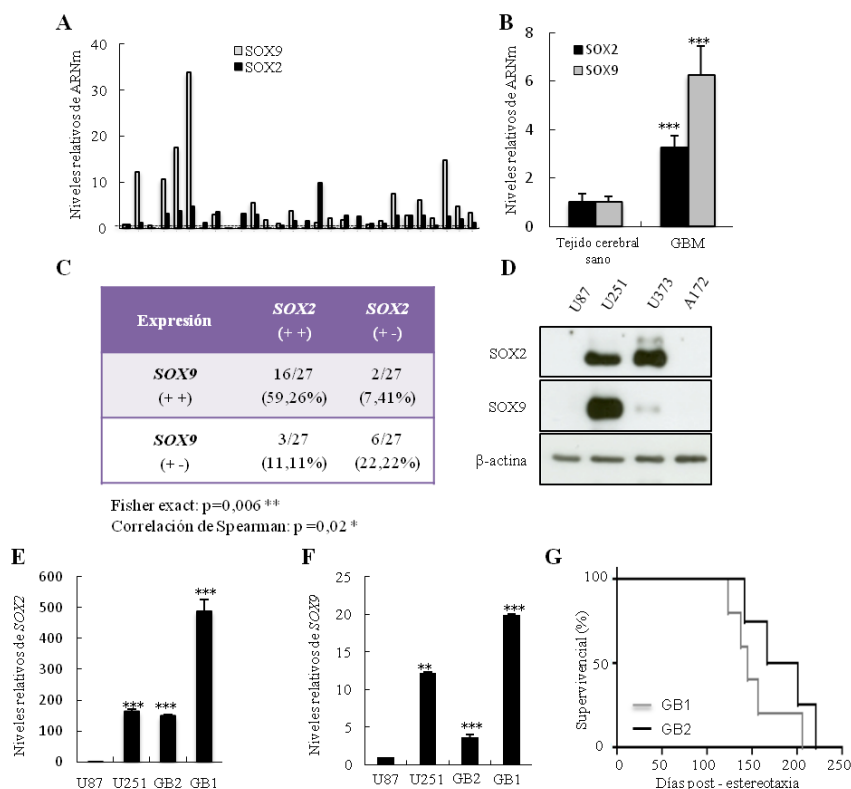 A
Niveles relativos de ARNm
40
30
20
10
0
SOX9
SOX2
B
Niveles relativos de ARNm
8
6
4
2
0
SOX2
SOX9
***
***
Tejido cerebral
sano
GBM
C
Expresión
SOX2
(+ +)
SOX2
(+ -)
SOX9
(+ +)
16/27
(59,26%)
2/27
(7,41%)
SOX9
(+ -)
3/27
(11,11%)
6/27
(22,22%)
Fisher exact: p=0,006 **
Correlación de Spearman: p =0,02 *
D
U87
U251
U373
A172
SOX2
SOX9
β-actina
E
Niveles relativos de SOX2
600
500
400
300
200
100
0
***
***
***
U87
U251
GB2
GB1
F
Niveles relativos de SOX9
25
20
15
10
5
0
**
***
***
U87
U251
GB2
GB1
G
Supervivencial (%)
100
50
0
GB1
GB2
0
50
100
150
200
250
Días post - estereotaxia